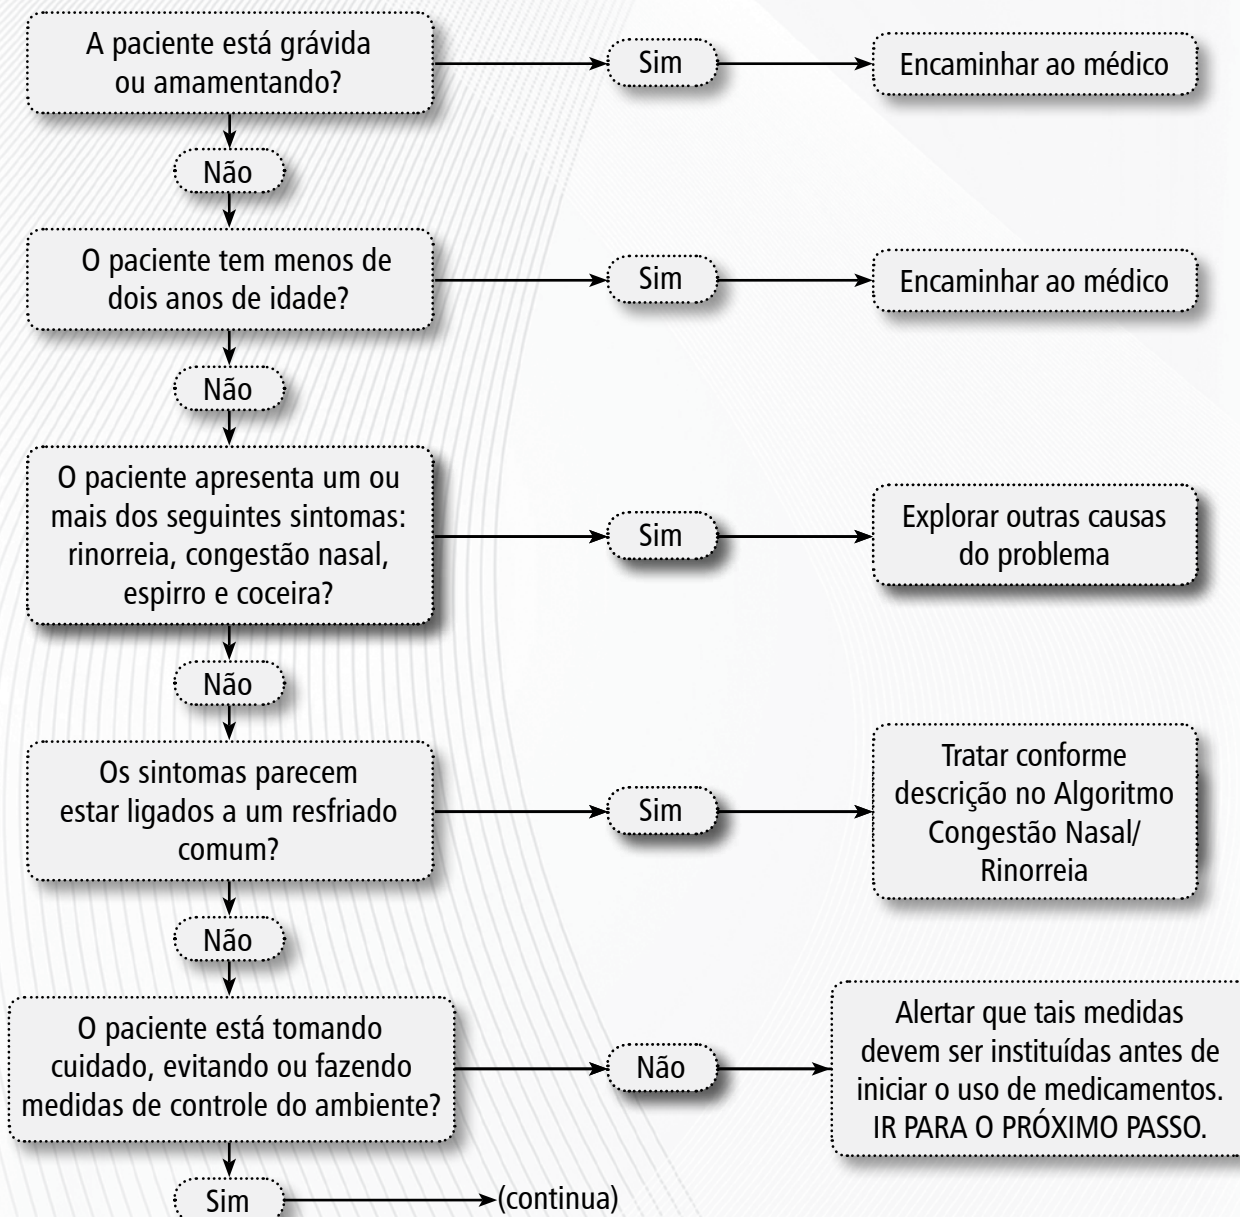 A paciente está grávida
ou amamentando?
Sim
Encaminhar ao médico
Não
O paciente tem menos de
dois anos de idade?
Sim
Encaminhar ao médico
Não
O paciente apresenta um ou
mais dos seguintes sintomas:
rinorreia, congestão nasal,
espirro e coceira?
Sim
Explorar outras causas
do problema
Não
Os sintomas parecem
estar ligados a um resfriado
comum?
Sim
Tratar conforme
descrição no Algoritmo
Congestão Nasal/
Rinorreia
Não
O paciente está tomando
cuidado, evitando ou fazendo
medidas de controle do ambiente?
Não
Alertar que tais medidas
devem ser instituídas antes de
iniciar o uso de medicamentos.
IR PARA O PRÓXIMO PASSO.
Sim
(continua)